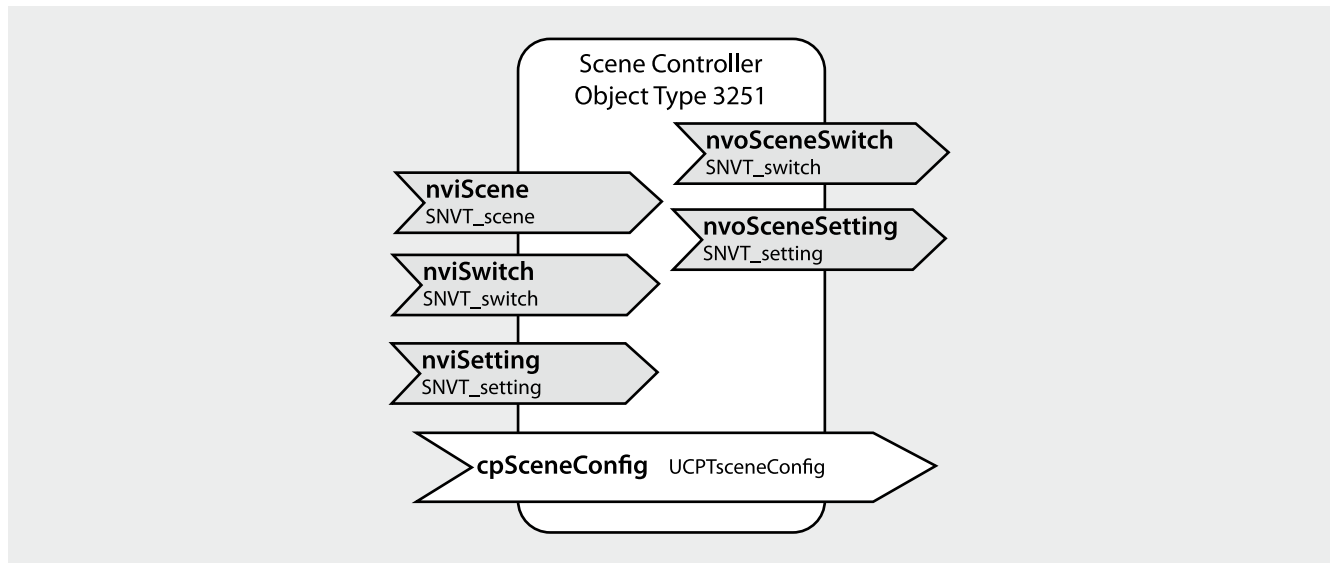 Scene Controller
Object Type 3251
nvoSceneSwitch
SNVT_switch
nviScene
SNVT_scene
nvoSceneSetting
SNVT_setting
nviSwitch
SNVT_switch
nviSetting
SNVT_setting
cpSceneConfig UCPTsceneConfig